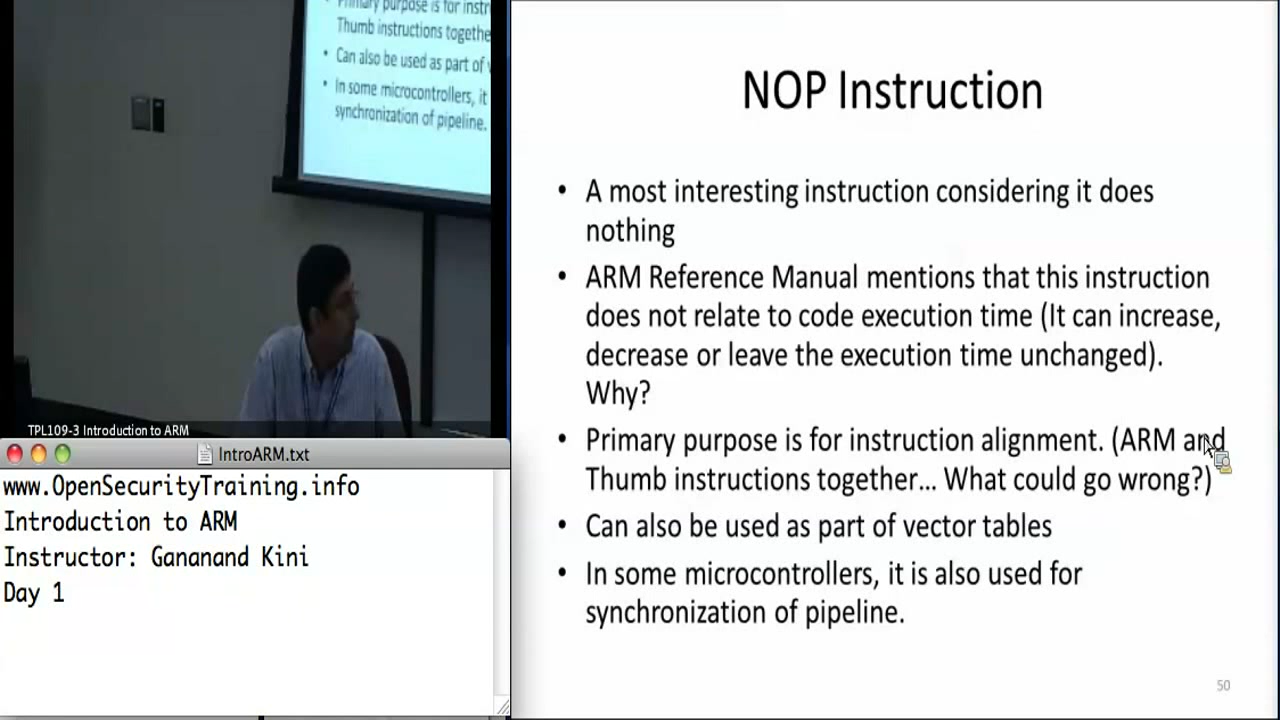 Primary purpose is for instr
Thumb instructions togethe
• Can also be used as part of v
• In some microcontrollers, it
synchronization of pipeline.
TPL109-3 Introduction to ARM
IntroARM.txt
www.OpenSecurityTraining.info
Introduction to ARM
Instructor: Gananand Kini
Day 1
NOP Instruction
• A most interesting instruction considering it does
nothing
• ARM Reference Manual mentions that this instruction
does not relate to code execution time (It can increase,
decrease or leave the execution time unchanged).
Why?
• Primary purpose is for instruction alignment. (ARM and
Thumb instructions together... What could go wrong?)
• Can also be used as part of vector tables
• In some microcontrollers, it is also used for
synchronization of pipeline.
50